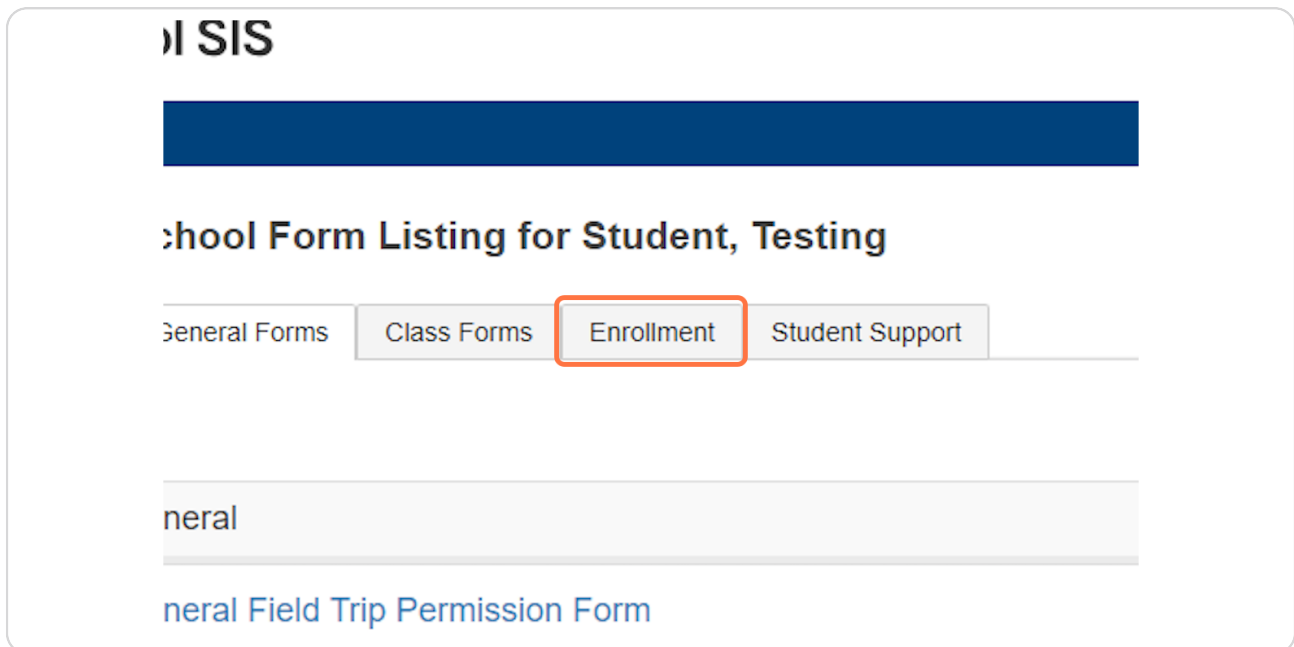 ol SIS
chool Form Listing for Student, Testing
General Forms Class Forms Enrollment Student Support
neral
neral Field Trip Permission Form